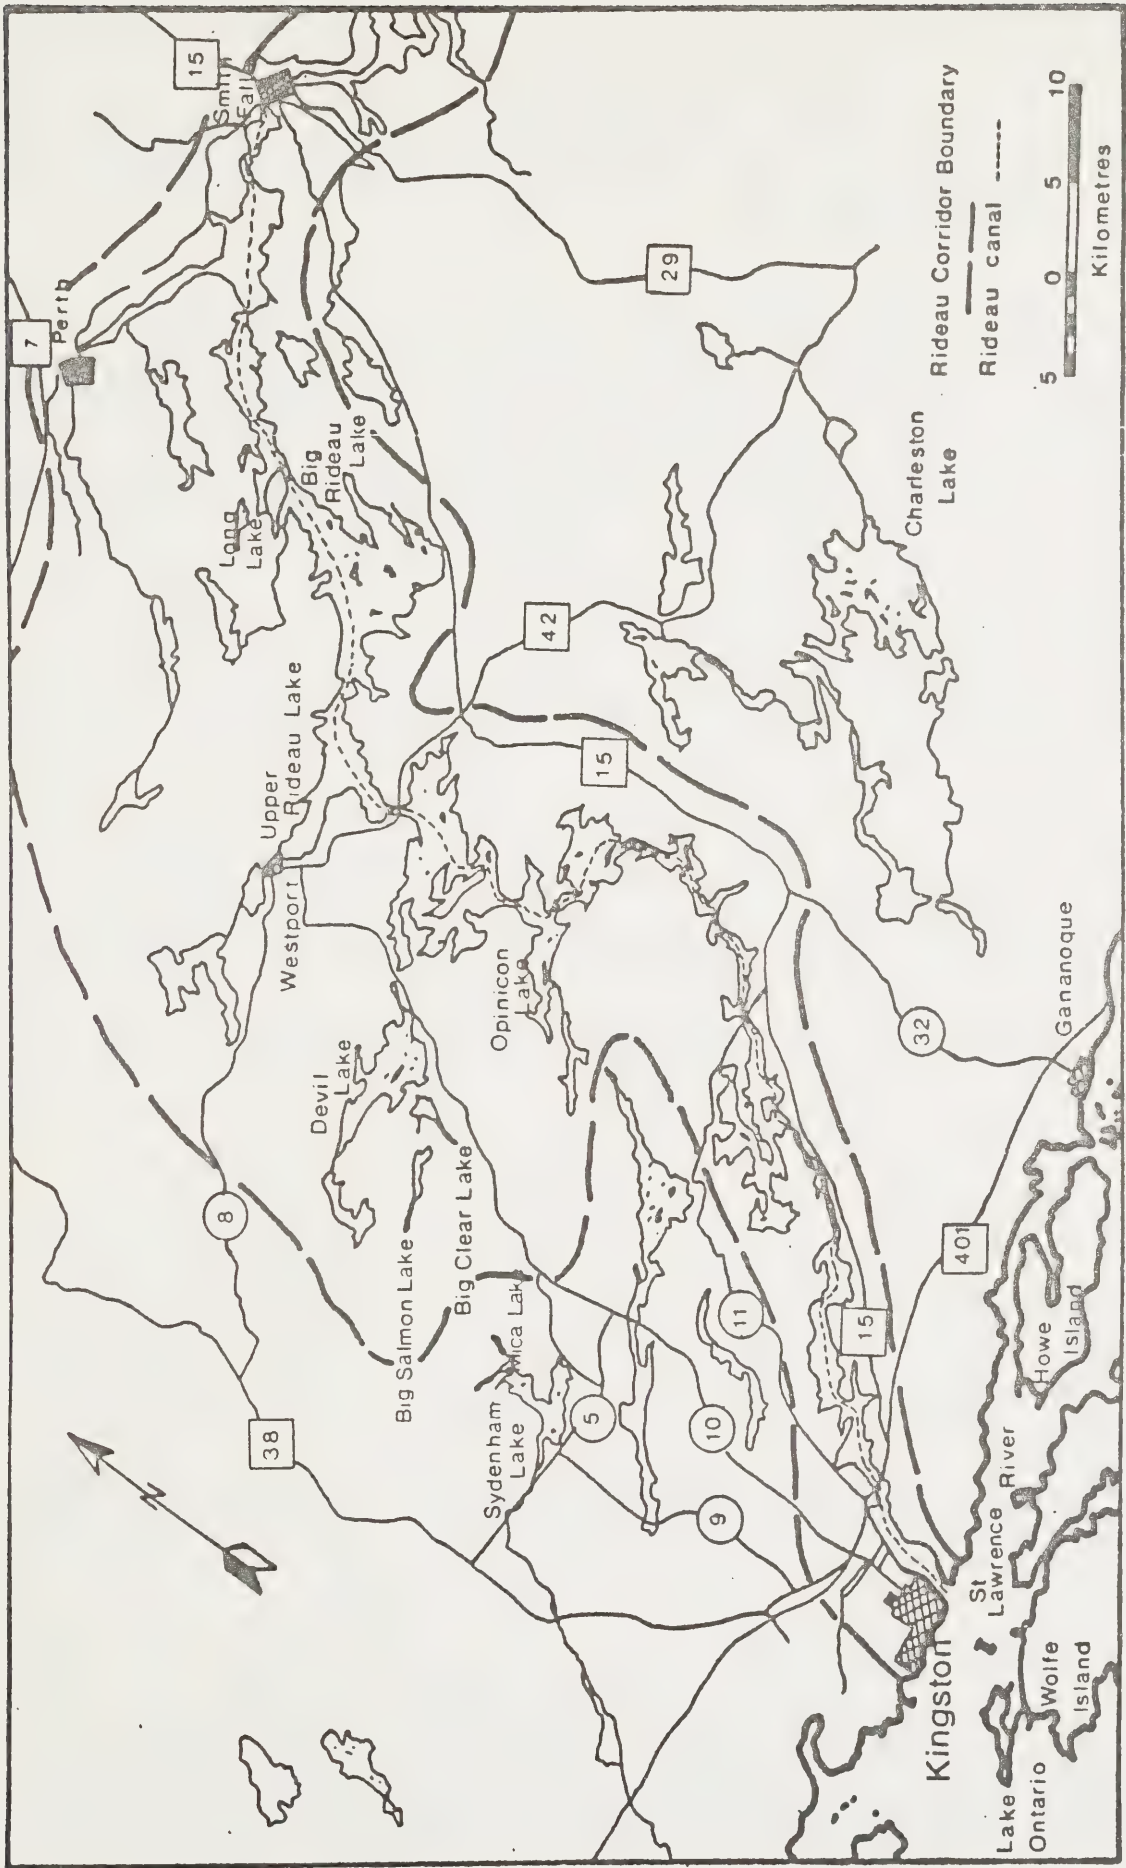 15
Smith
Fall
7
Perth
Long
Lake
Big
Rideau
Lake
29
42
Upper
Rideau Lake
Westport
15
Charleston
Lake
Opinicon
Lake
Devil
Lake
8
Big Salmon Lake
Big Clear Lake
Mica Lake
Sydenham
Lake
38
5
9
10
11
15
32
401
Gananoque
Howe
Island
St
Lawrence River
Kingston
Wolfe
Island
Lake
Ontario
N
Rideau Corridor Boundary
Rideau canal
5 0 5 10
Kilometres